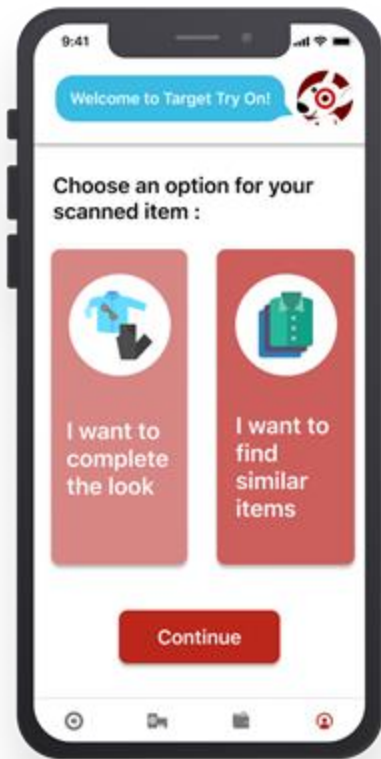 9:41
Welcome to Target Try On!
Choose an option for your
scanned item :
I want to
complete
the look
I want to
find
similar
items
Continue